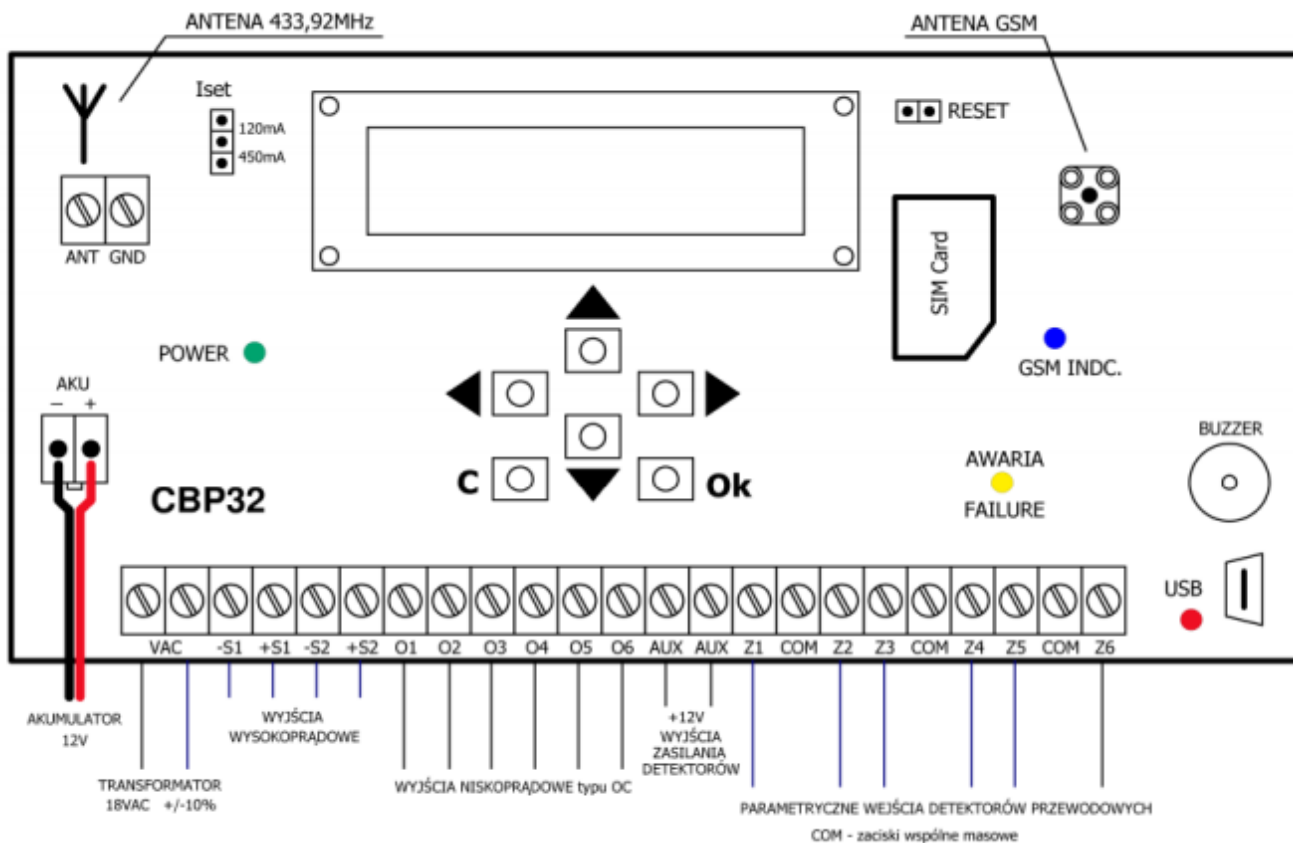 ANTENA 433,92MHz
ANTENA GSM
Iset
120mA
450mA
RESET
ANT GND
SIM Card
POWER
GSM INDC.
AKU
– +
BUZZER
C
Ok
AWARIA
FAILURE
CBP32
USB
VAC -S1 +S1 -S2 +S2 O1 O2 O3 O4 O5 O6 AUX AUX Z1 COM Z2 Z3 COM Z4 Z5 COM Z6
AKUMULATOR
12V
WYJŚCIA
WYSOKOPRĄDOWE
+12V
WYJŚCIA
ZASILANIA
DETEKTORÓW
TRANSFORMATOR
18VAC +/-10%
WYJŚCIA NISKOPRĄDOWE typu OC
PARAMETRYCZNE WEJŚCIA DETEKTORÓW PRZEWODOWYCH
COM - zaciski wspólne masowe